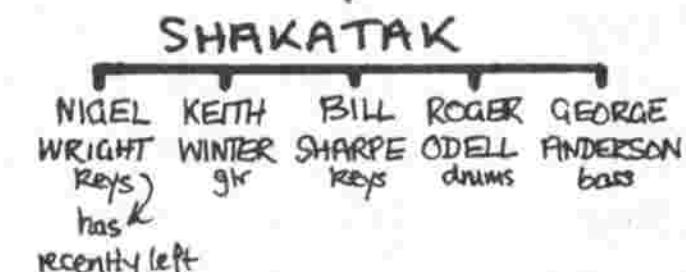 SHAKATAK
NIGEL KEITH BILL ROGER GEORGE
WRIGHT WINTER SHARPE ODELL ANDERSON
keys gtr keys drums bass
has
recently left